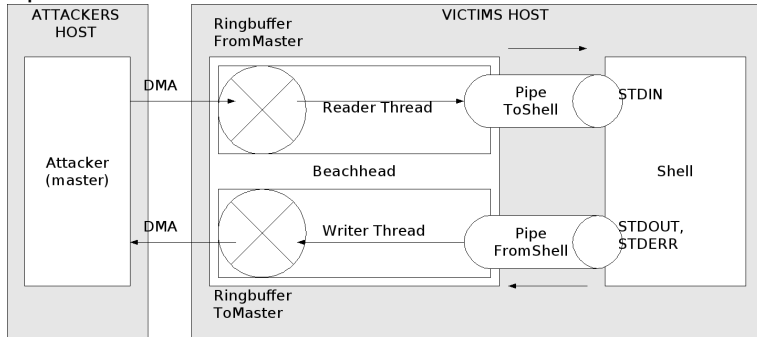 ATTACKERS
HOST
VICTIMS HOST
Ringbuffer
FromMaster
DMA
Reader Thread
Pipe
ToShell
STDIN
Attacker
(master)
Beachhead
Shell
DMA
Writer Thread
Pipe
FromShell
STDOUT,
STDERR
Ringbuffer
ToMaster